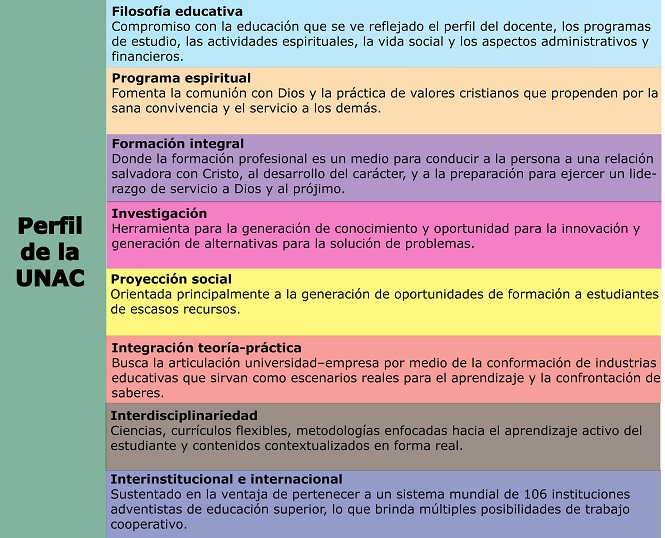 Perfil
de la
UNAC
Filosofía educativa
Compromiso con la educación que se ve reflejado el perfil del docente, los programas
de estudio, las actividades espirituales, la vida social y los aspectos administrativos y
financieros.
Programa espiritual
Fomenta la comunión con Dios y la práctica de valores cristianos que propenden por la
sana convivencia y el servicio a los demás.
Formación integral
Donde la formación profesional es un medio para conducir a la persona a una relación
salvadora con Cristo, al desarrollo del carácter, y a la preparación para ejercer un lide-
razgo de servicio a Dios y al prójimo.
Investigación
Herramienta para la generación de conocimiento y oportunidad para la innovación y
generación de alternativas para la solución de problemas.
Proyección social
Orientada principalmente a la generación de oportunidades de formación a estudiantes
de escasos recursos.
Integración teoría-práctica
Busca la articulación universidad–empresa por medio de la conformación de industrias
educativas que sirvan como escenarios reales para el aprendizaje y la confrontación de
saberes.
Interdisciplinariedad
Ciencias, currículos flexibles, metodologías enfocadas hacia el aprendizaje activo del
estudiante y contenidos contextualizados en forma real.
Interinstitucional e internacional
Sustentado en la ventaja de pertenecer a un sistema mundial de 106 instituciones
adventistas de educación superior, lo que brinda múltiples posibilidades de trabajo
cooperativo.